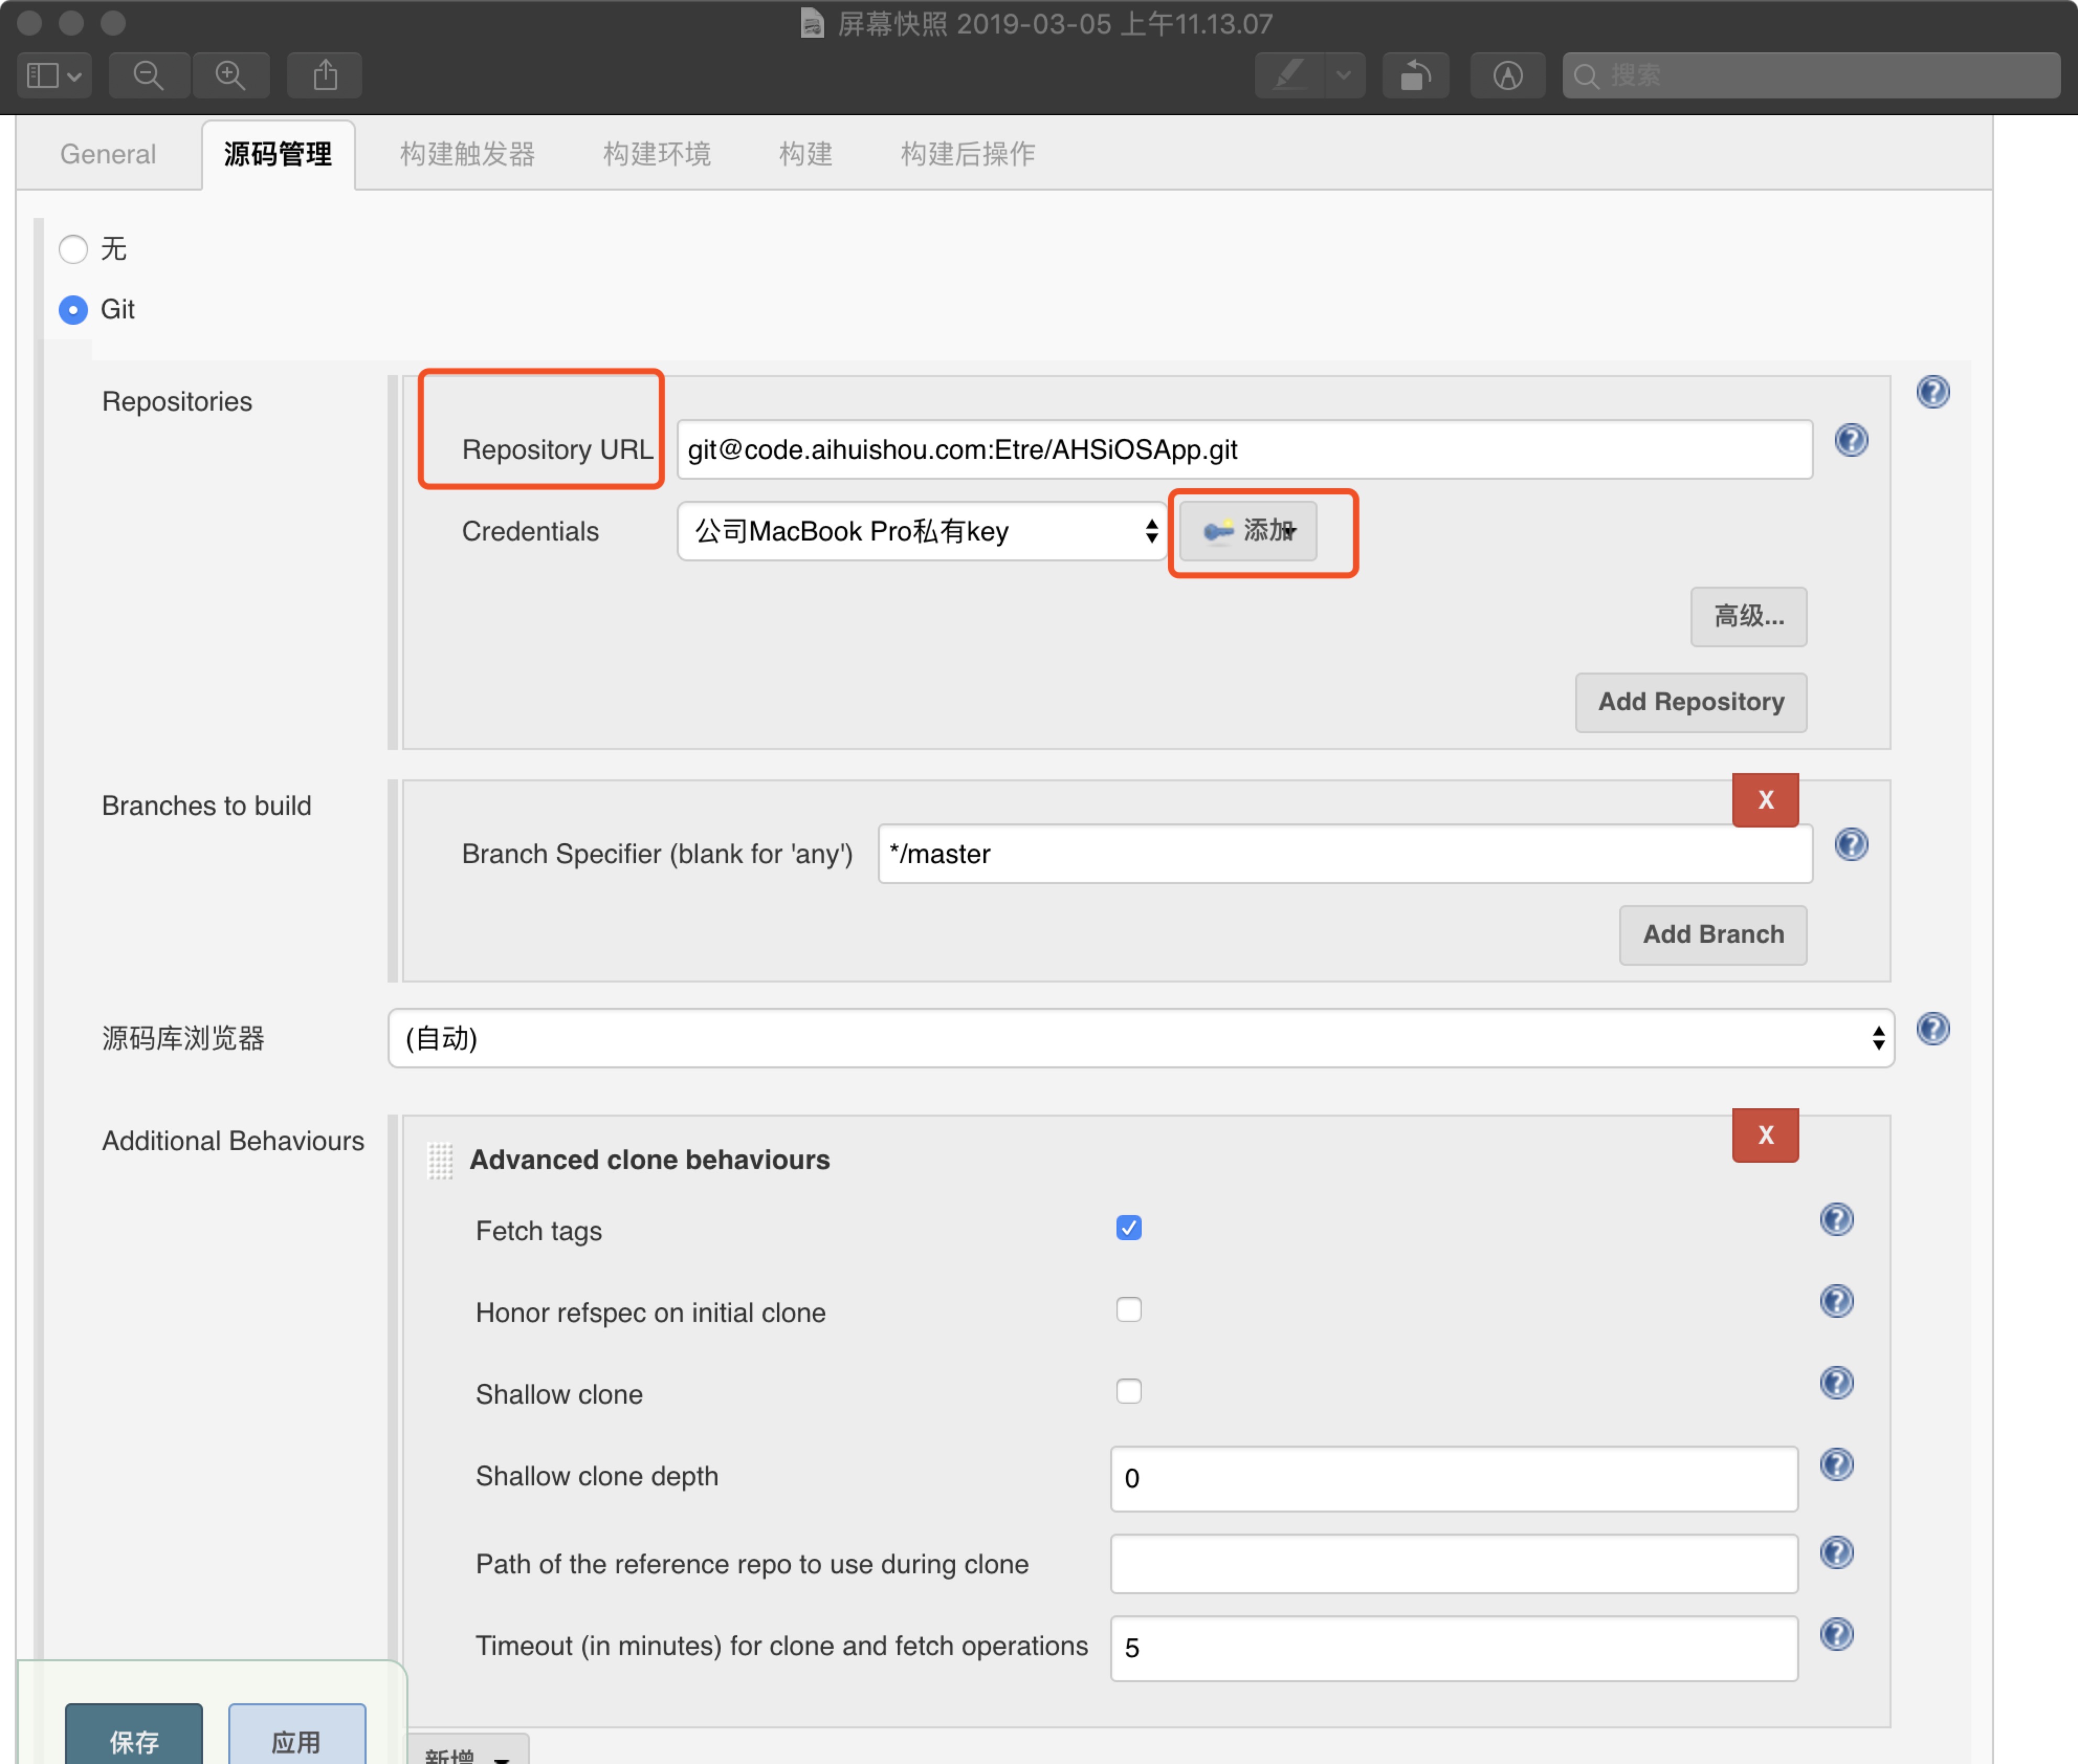 屏幕快照 2019-03-05 上午11.13.07
搜索
General 源码管理 构建触发器 构建环境 构建 构建后操作
无
Git
Repositories
Repository URL git@code.aihuishou.com:Etre/AHSiOSApp.git
Credentials 公司MacBook Pro私有key 添加
高级...
Add Repository
Branches to build X
Branch Specifier (blank for 'any') */master
Add Branch
源码库浏览器 (自动)
Additional Behaviours X
Advanced clone behaviours
Fetch tags
Honor refspec on initial clone
Shallow clone
Shallow clone depth 0
Path of the reference repo to use during clone
Timeout (in minutes) for clone and fetch operations 5
保存 应用 新增